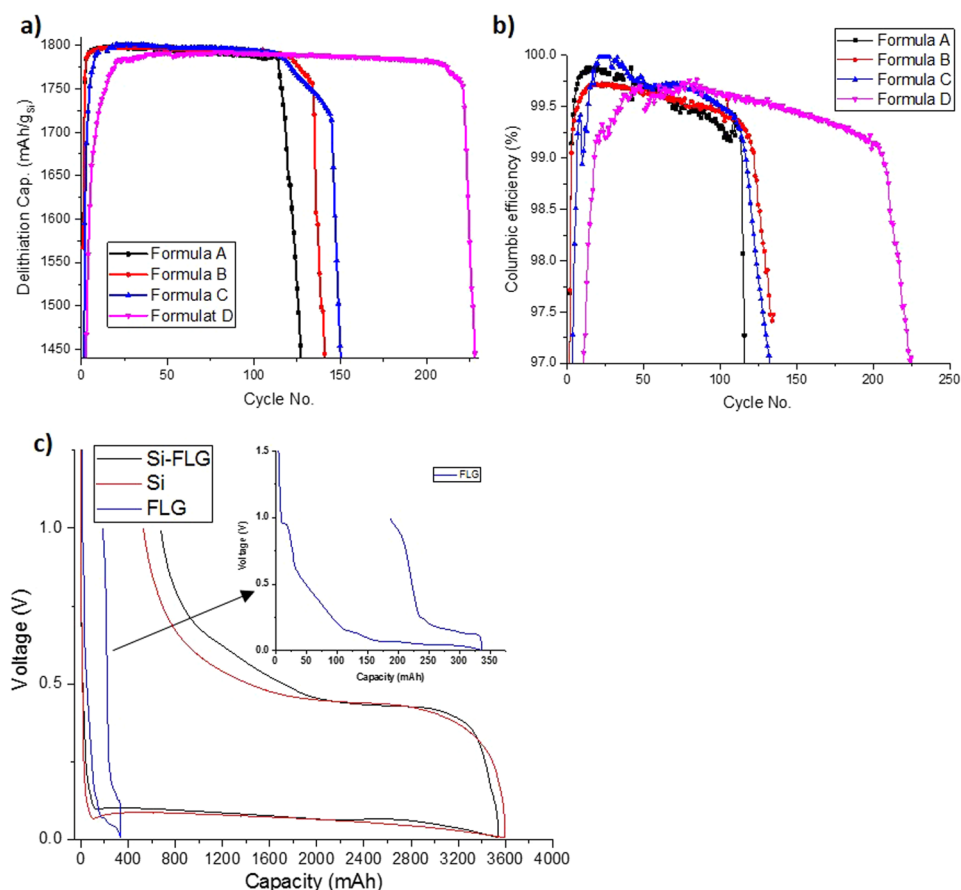 a)
1800
1750
1700
1650
1600
1550
1500
1450
Delithiation Cap. (mAh/gSi)
Formula A
Formula B
Formula C
Formulat D
0 50 100 150 200
Cycle No.
b)
100.0
99.5
99.0
98.5
98.0
97.5
97.0
Columbic efficiency (%)
Formula A
Formula B
Formula C
Formula D
0 50 100 150 200 250
Cycle No.
c)
Si-FLG
Si
FLG
1.0
0.5
0.0
Voltage (V)
0 400 800 1200 1600 2000 2400 2800 3200 3600 4000
Capacity (mAh)
FLG
1.5
1.0
0.5
0.0
Voltage (V)
0 50 100 150 200 250 300 350
Capacity (mAh)